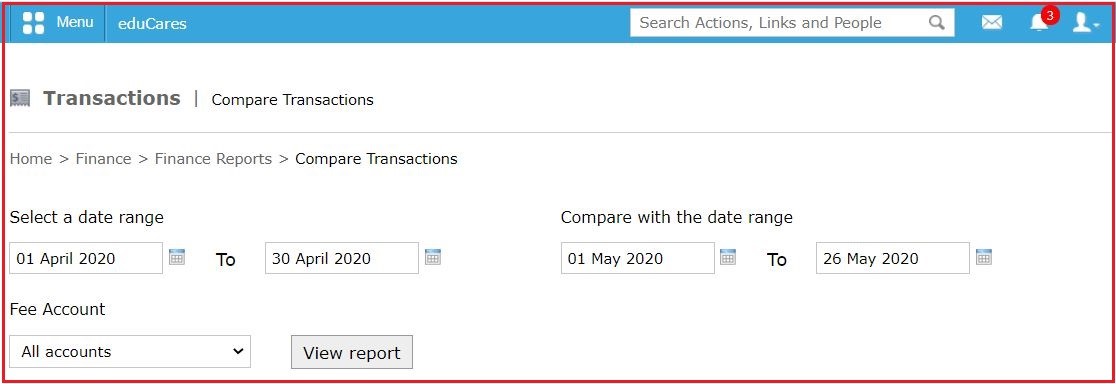 Menu eduCares Search Actions, Links and People 3
Transactions | Compare Transactions
Home > Finance > Finance Reports > Compare Transactions
Select a date range Compare with the date range
01 April 2020 To 30 April 2020 01 May 2020 To 26 May 2020
Fee Account
All accounts View report